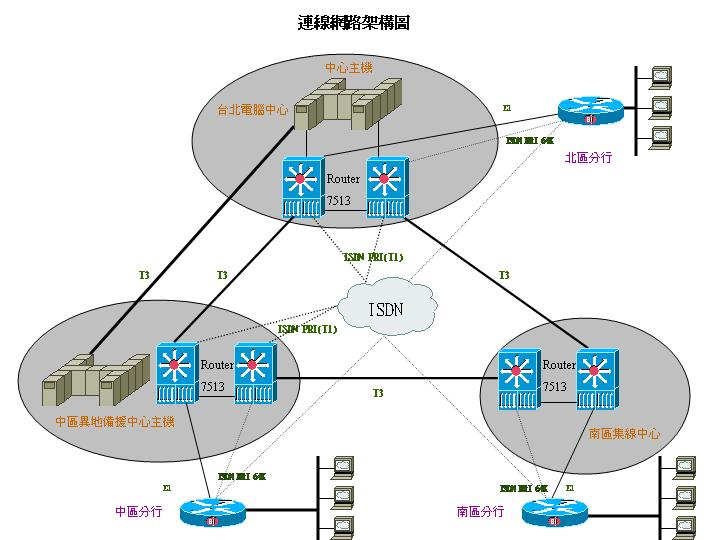 連線網路架構圖
中心主機
台北電腦中心
E1
ISDN BRI 64K
北區分行
Router
7513
ISDN PRI(T1)
T3
T3
T3
ISDN
ISDN PRI(T1)
Router
7513
Router
7513
T3
中區異地備援中心主機
南區集線中心
E1
ISDN BRI 64K
ISDN BRI 64K
E1
中區分行
南區分行